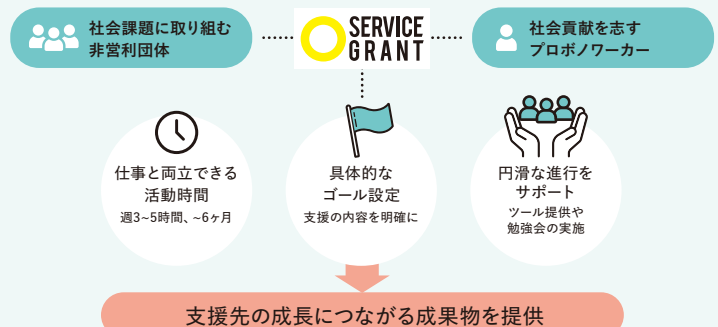 社会課題に取り組む
非営利団体
SERVICE
GRANT
社会貢献を志す
プロボノワーカー
仕事と両立できる
活動時間
週3~5時間、~6ヶ月
具体的な
ゴール設定
支援の内容を明確に
円滑な進行を
サポート
ツール提供や
勉強会の実施
支援先の成長につながる成果物を提供